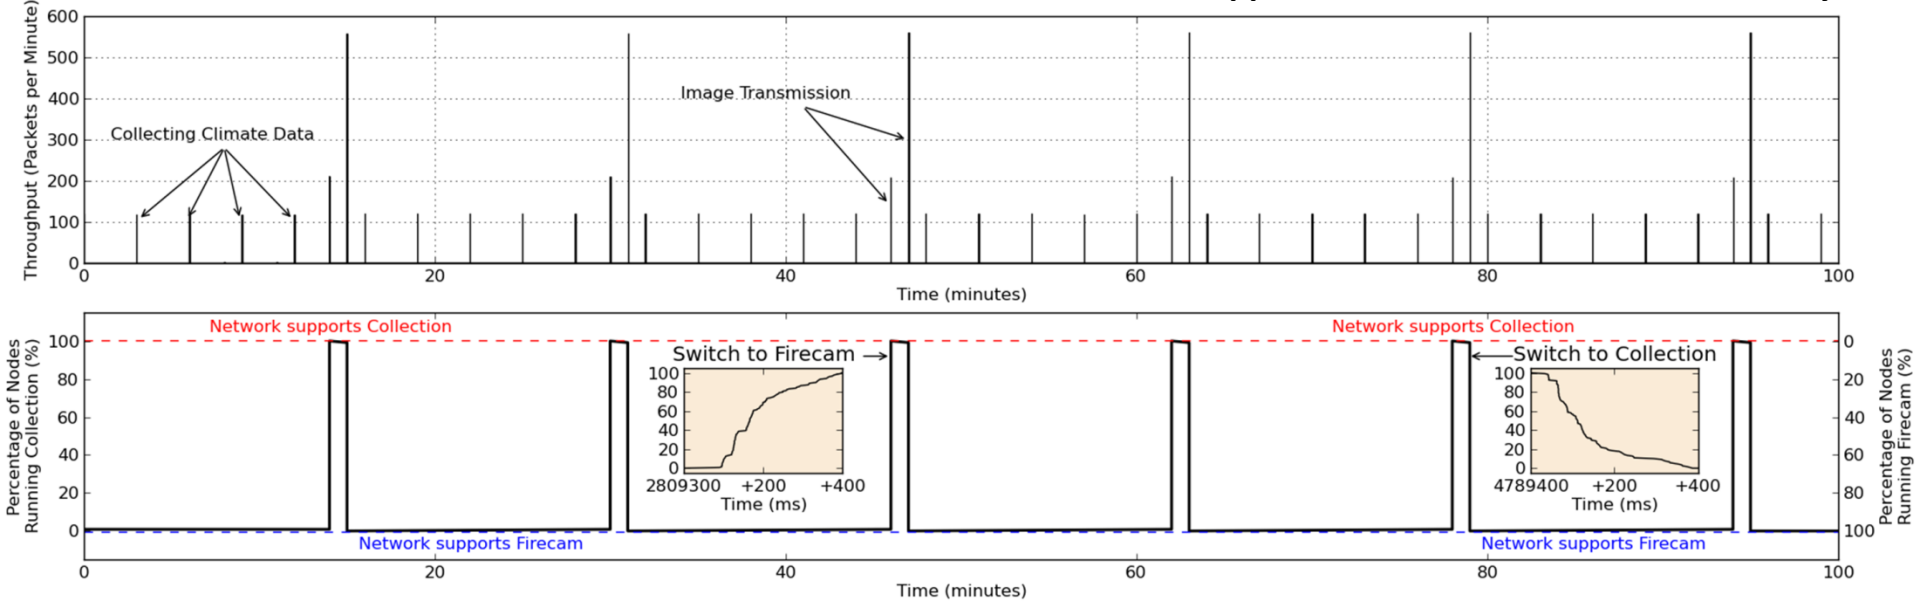 600
500
400
300
200
100
0
Throughput (Packets per Minute)
Collecting Climate Data
Image Transmission
0 20 40 60 80 100
Time (minutes)
Network supports Collection
Network supports Collection
100
80
60
40
20
0
Percentage of Nodes
Running Collection (%)
Switch to Firecam
100
80
60
40
20
0
2809300 +200 +400
Time (ms)
Switch to Collection
100
80
60
40
20
0
4789400 +200 +400
Time (ms)
0
20
40
60
80
100
Percentage of Nodes
Running Firecam (%)
Network supports Firecam
Network supports Firecam
0 20 40 60 80 100
Time (minutes)